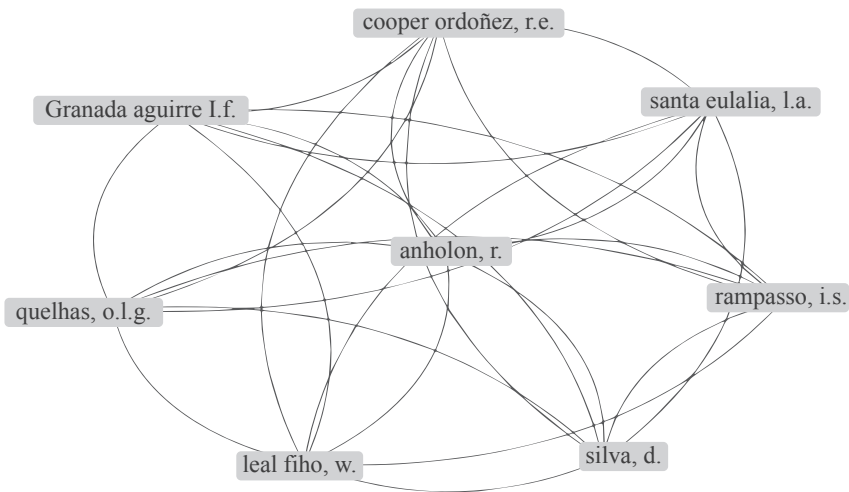 cooper ordoñez, r.e.
Granada aguirre I.f.
santa eulalia, l.a.
anholon, r.
quelhas, o.l.g.
rampasso, i.s.
leal fiho, w.
silva, d.